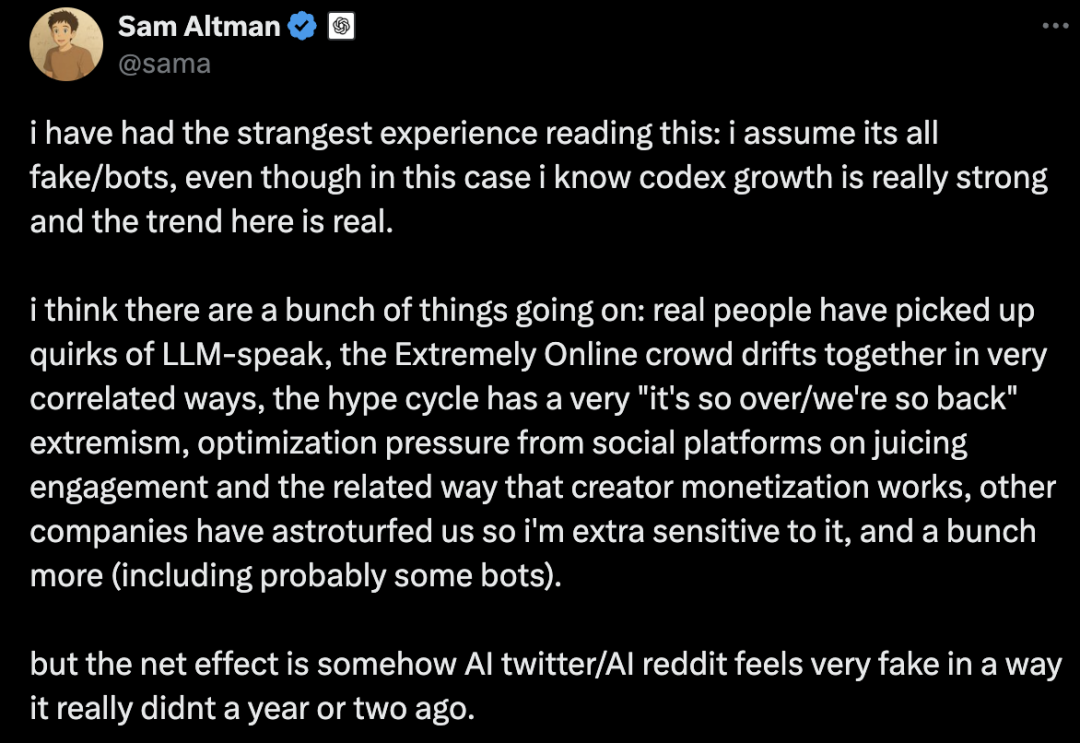 Sam Altman
@sama
i have had the strangest experience reading this: i assume its all
fake/bots, even though in this case i know codex growth is really strong
and the trend here is real.
i think there are a bunch of things going on: real people have picked up
quirks of LLM-speak, the Extremely Online crowd drifts together in very
correlated ways, the hype cycle has a very "it's so over/we're so back"
extremism, optimization pressure from social platforms on juicing
engagement and the related way that creator monetization works, other
companies have astroturfed us so i'm extra sensitive to it, and a bunch
more (including probably some bots).
but the net effect is somehow AI twitter/AI reddit feels very fake in a way
it really didnt a year or two ago.